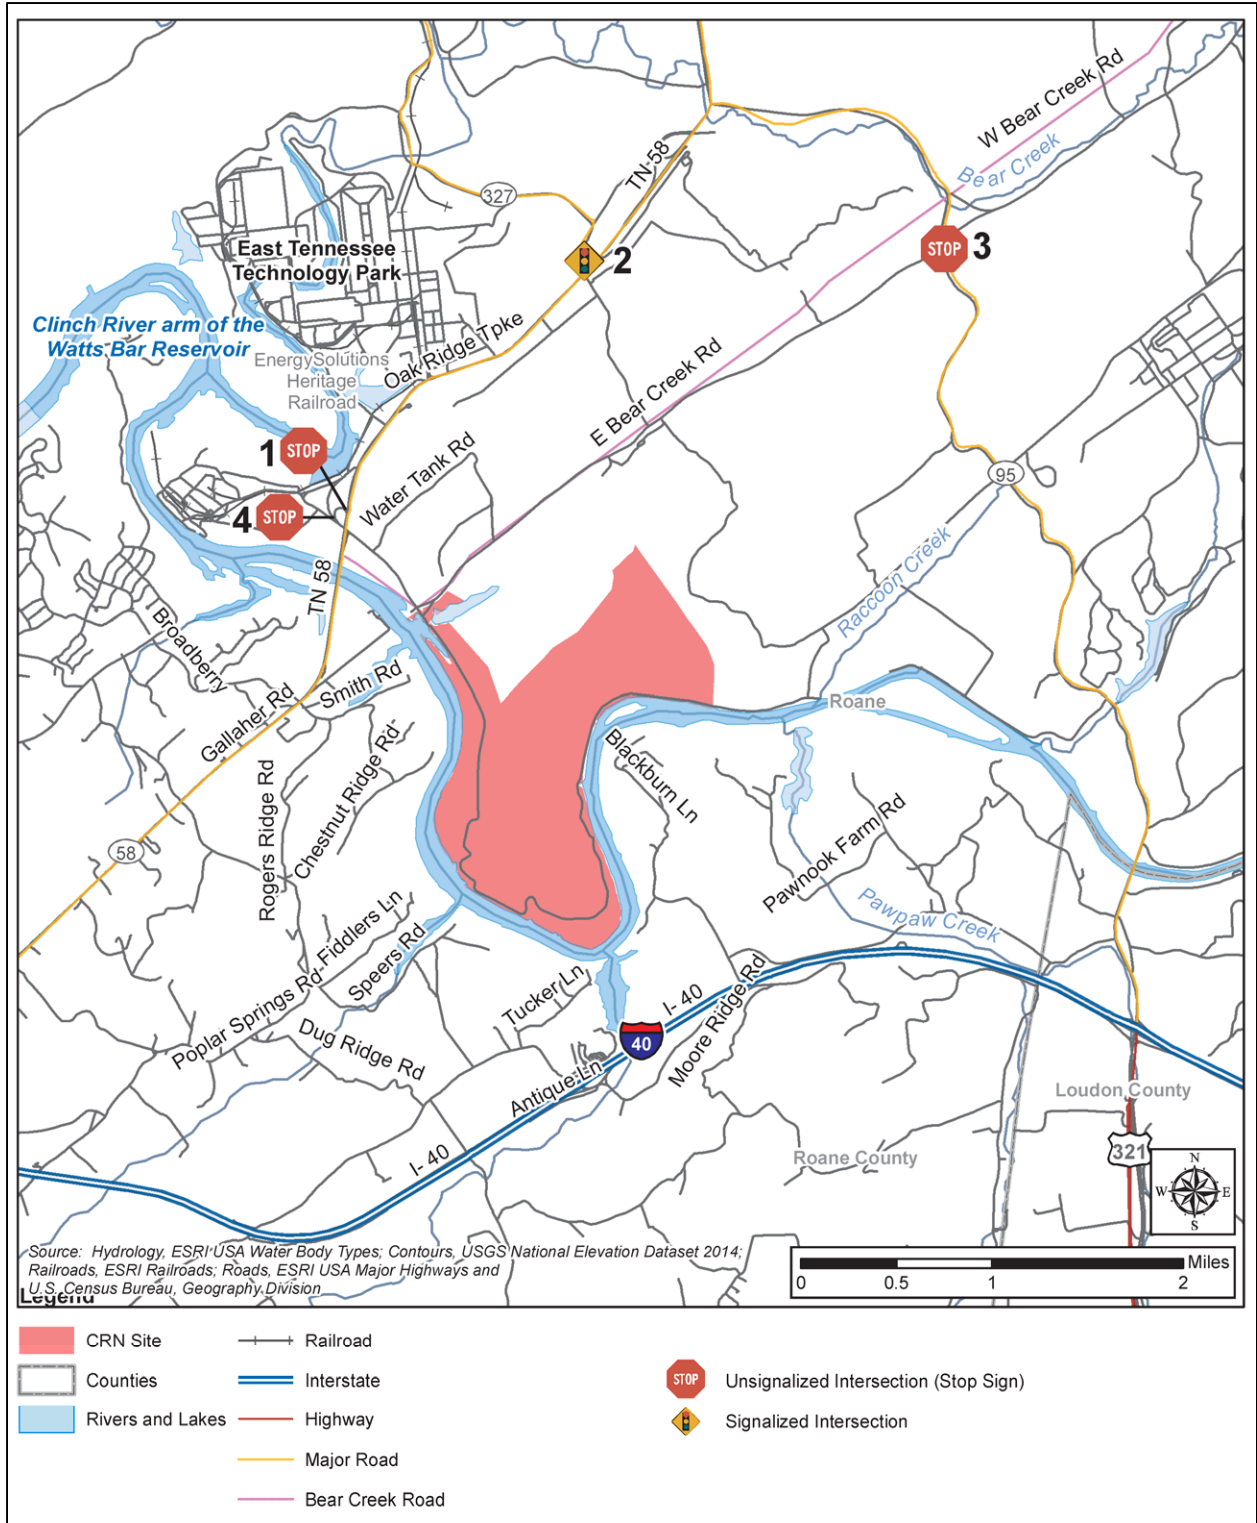 W Bear Creek Rd
Bear Creek
TN-58
327
East Tennessee
Technology Park
2
STOP
3
Clinch River arm of the
Watts Bar Reservoir
EnergySolutions
Heritage
Railroad
Oak Ridge Tpke
E Bear Creek Rd
1
STOP
Water Tank Rd
95
4
STOP
Raccoon Creek
TN 58
Broadberry
Smith Rd
Gallaher Rd
Roane
Chestnut Ridge Rd
Rogers Ridge Rd
Blackburn Ln
Pawnook Farm Rd
58
Fiddlers Ln
Pawpaw Creek
Speers Rd
Poplar Springs Rd
Tucker Ln
I- 40
Moore Ridge Rd
Dug Ridge Rd
40
Antique Ln
Loudon County
I- 40
321
Roane County
N
W E
S
Source: Hydrology, ESRI USA Water Body Types; Contours, USGS National Elevation Dataset 2014;
Railroads, ESRI Railroads; Roads, ESRI USA Major Highways and
U.S. Census Bureau, Geography Division
Miles
0 0.5 1 2
Legend
CRN Site
Counties
Rivers and Lakes
Railroad
Interstate
Highway
Major Road
Bear Creek Road
STOP Unsignalized Intersection (Stop Sign)
Signalized Intersection